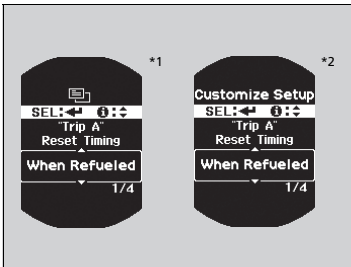 *1
SEL:
:
"Trip A"
Reset Timing
When Refueled
1/4
*2
Customize Setup
SEL:
:
"Trip A"
Reset Timing
When Refueled
1/4